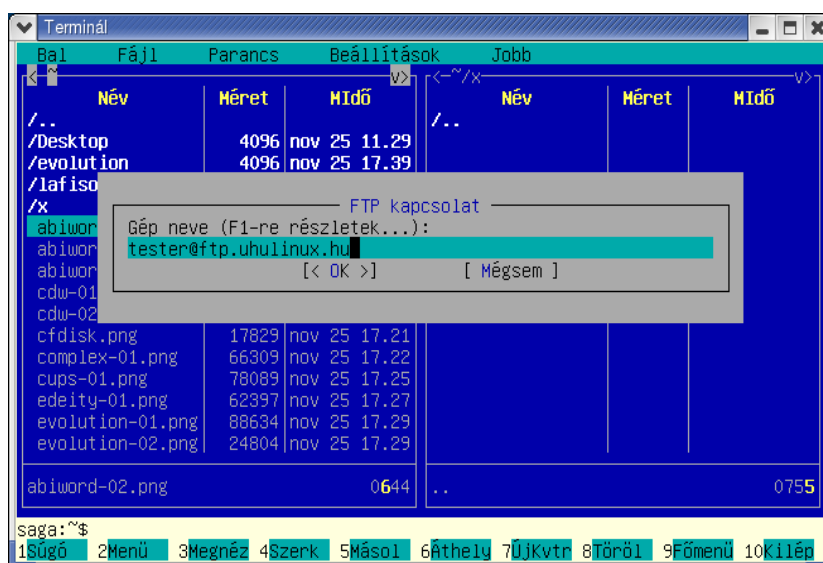 Terminál
Bal Fájl Parancs Beállítások Jobb
<-~ v> <-~/x v>
Név Méret MIdő Név Méret MIdő
/.. /..
/Desktop 4096 nov 25 11.29
/evolution 4096 nov 25 17.39
/lafiso
/x FTP kapcsolat
abiwor Gép neve (F1-re részletek...):
abiwor tester@ftp.uhulinux.hu
abiwor [< OK >] [ Mégsem ]
cdw-01
cdw-02
cfdisk.png 17829 nov 25 17.21
complex-01.png 66309 nov 25 17.22
cups-01.png 78089 nov 25 17.25
edeity-01.png 62397 nov 25 17.27
evolution-01.png 88634 nov 25 17.29
evolution-02.png 24804 nov 25 17.29
abiword-02.png 0644 .. 0755
saga:~$
1Súgó 2Menü 3Megnéz 4Szerk 5Másol 6Áthely 7ÚjKvtr 8Töröl 9Főmenü 10Kilép